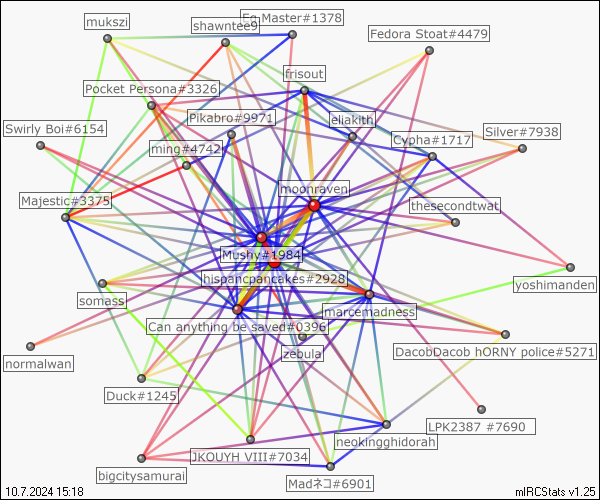 mukszi
shawntee9
Eg Master#1378
Fedora Stoat#4479
frisout
Pocket Persona#3326
Pikabro#9971
eliakith
Swirly Boi#6154
Cypha#1717
Silver#7938
ming#4742
moonraven
Majestic#3375
thesecondtwat
Mushy#1984
hispancpancakes#2928
yoshimanden
somass
marcemadness
Can anything be saved#0396
normalwan
zebula
DacobDacob hORNY police#5271
Duck#1245
LPK2387 #7690
neokingghidorah
JKOUYH VIII#7034
bigcitysamurai
Madネコ#6901
10.7.2024 15:18
mIRCStats v1.25